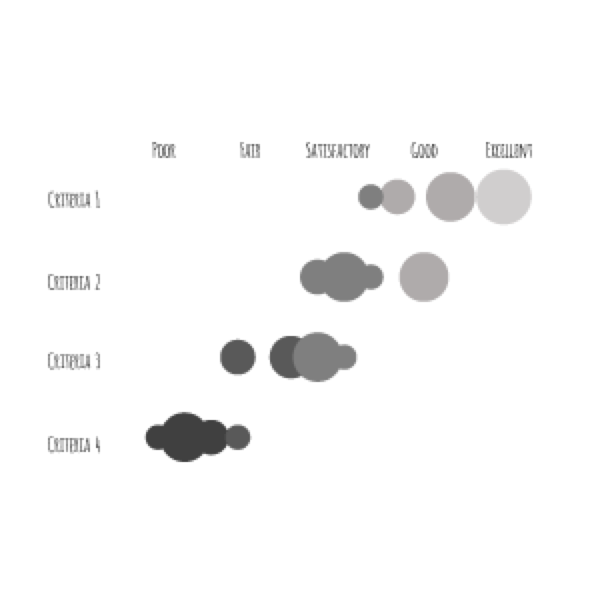 POOR FAIR SATISFACTORY GOOD EXCELLENT
CRITERIA 1
CRITERIA 2
CRITERIA 3
CRITERIA 4